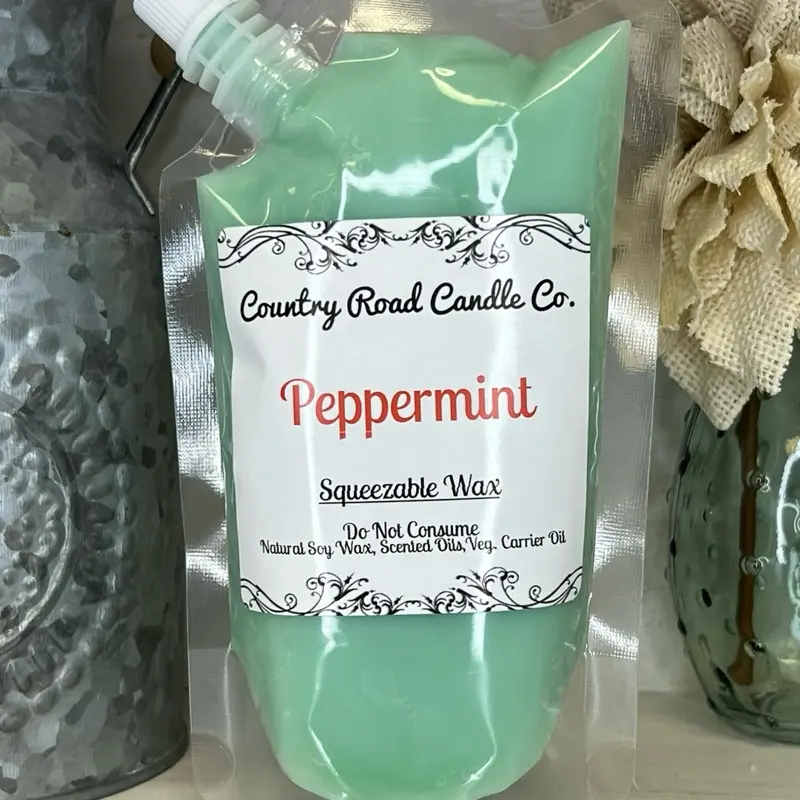 Country Road Candle Co.
Peppermint
Squeezable Wax
Do Not Consume
Natural Soy Wax, Scented Oils, Veg. Carrier Oil